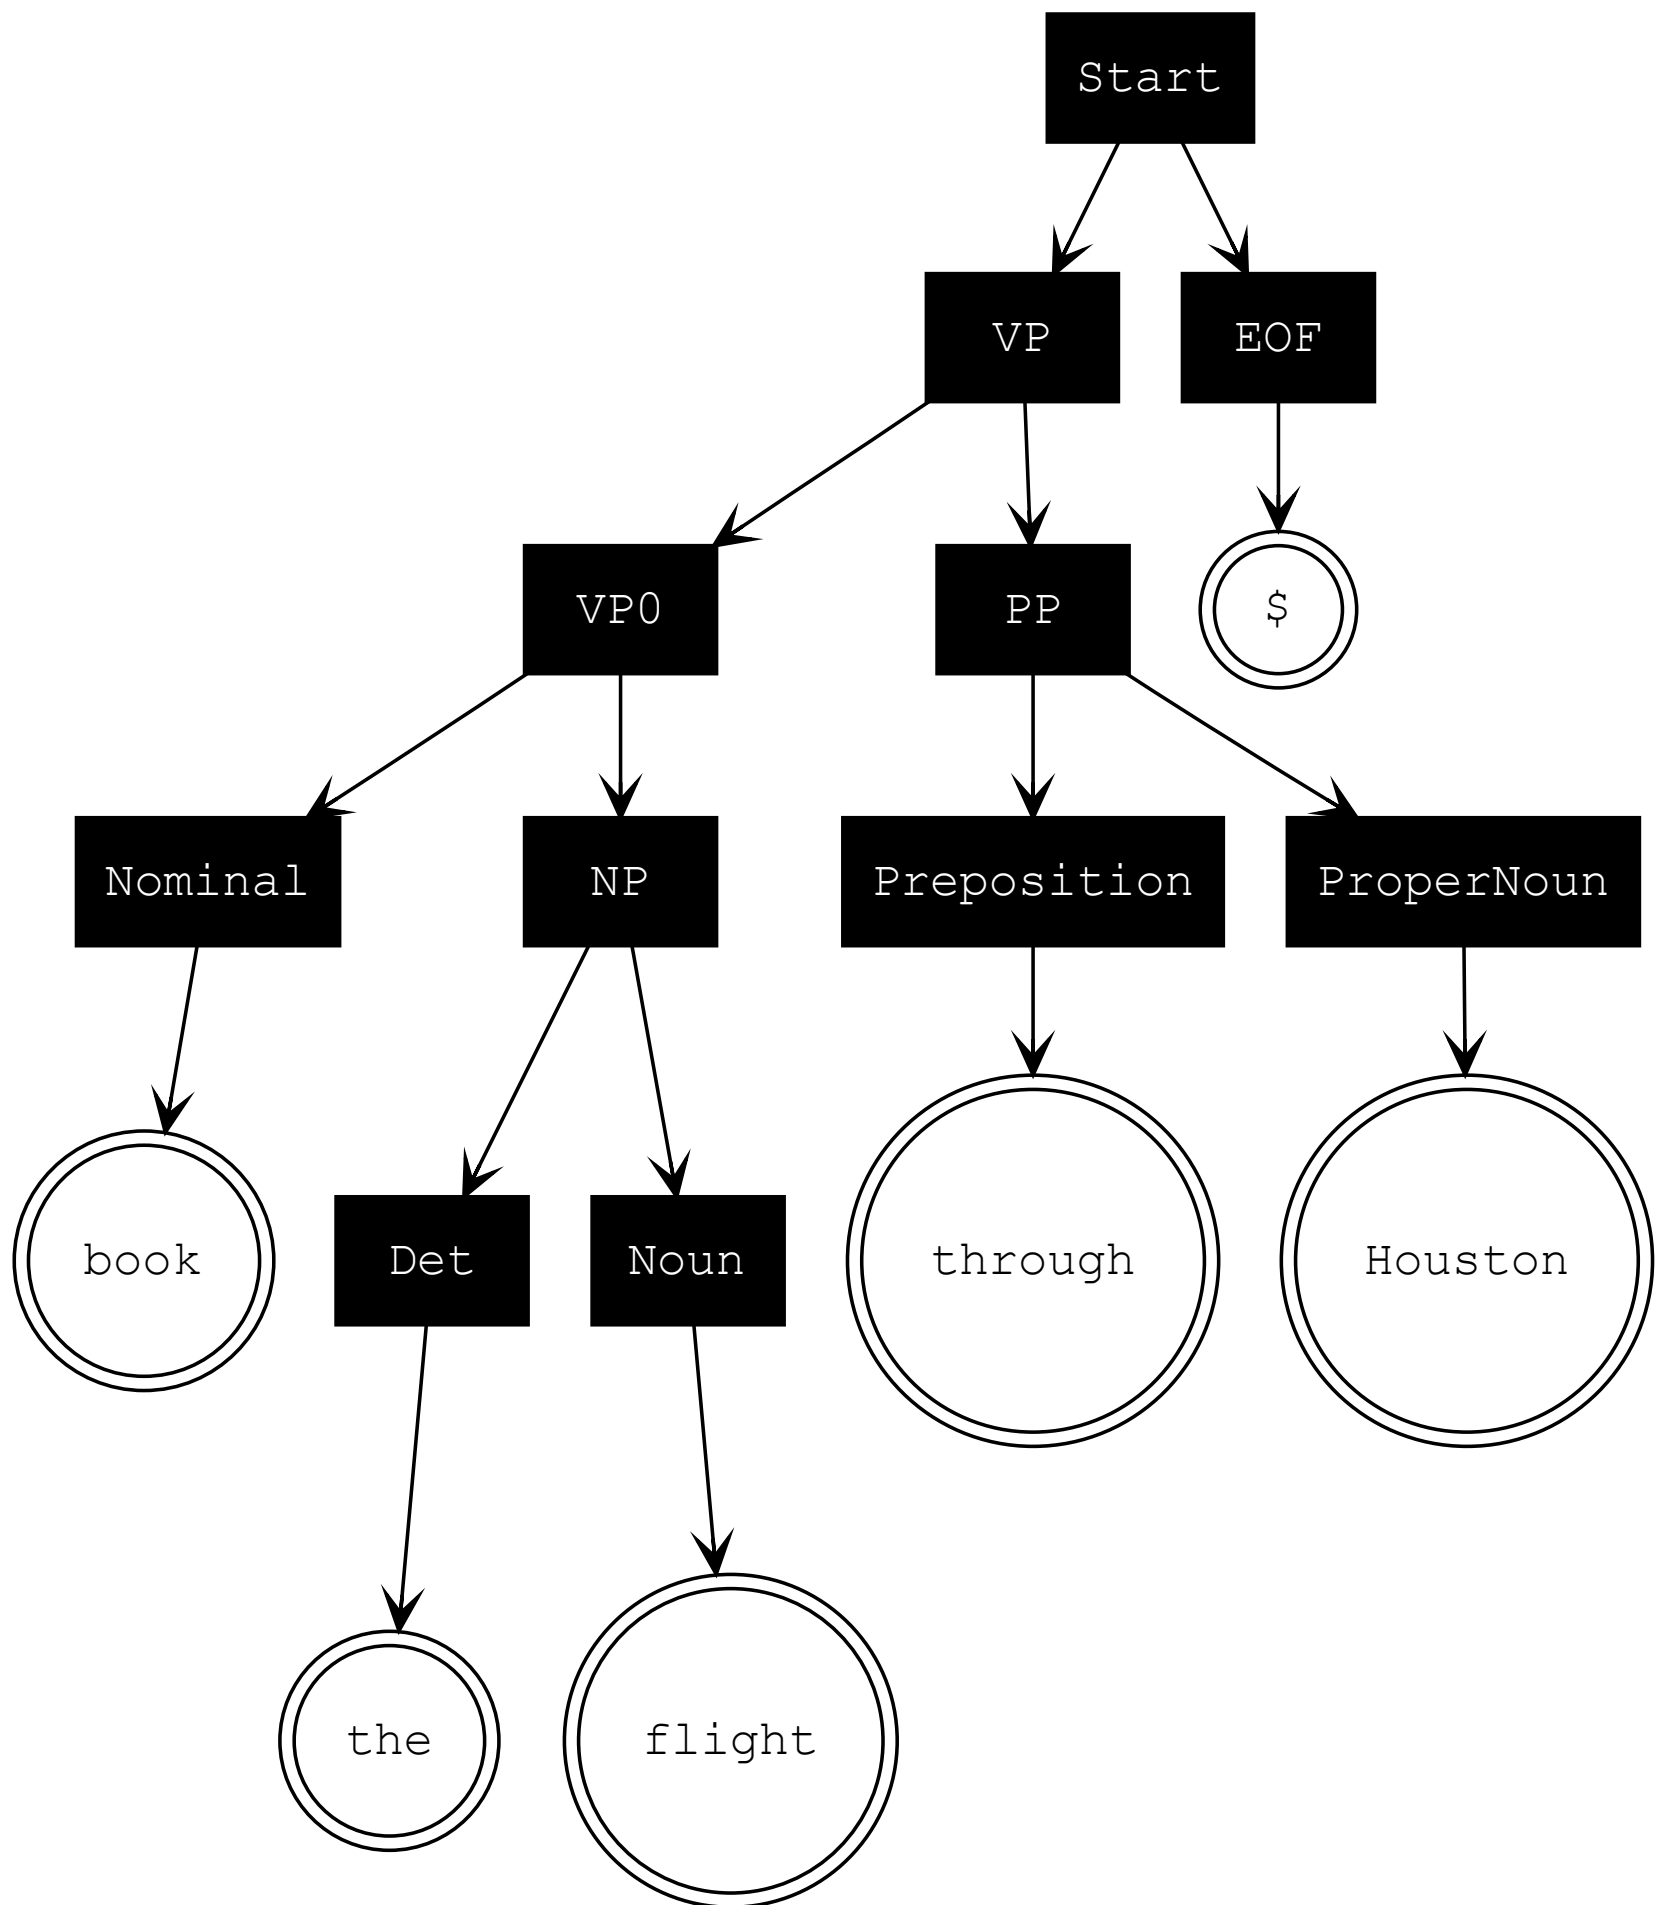 Start
VP EOF
VP0 PP $
Nominal NP Preposition ProperNoun
book Det Noun through Houston
the flight